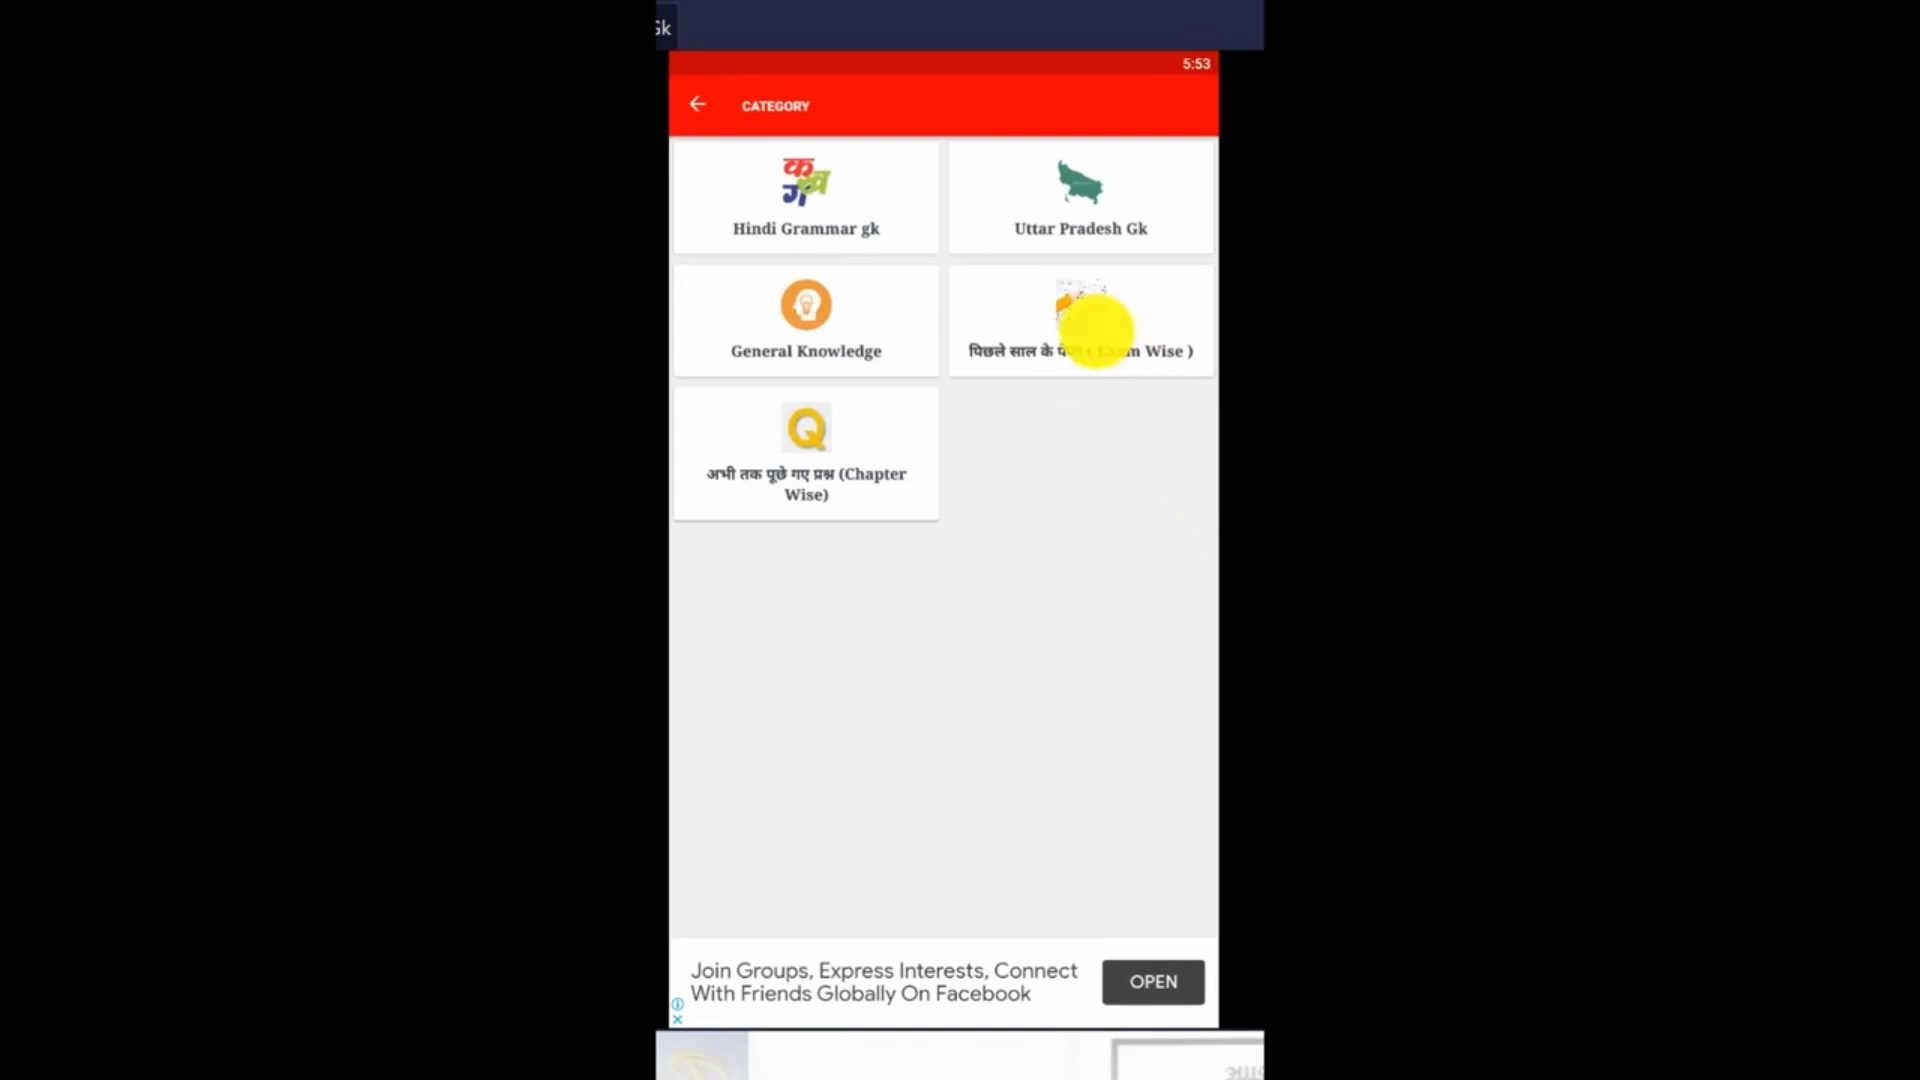 5:53
CATEGORY
क ख ग
Hindi Grammar gk
Uttar Pradesh Gk
General Knowledge
पिछले साल के Wise )
Q
अभी तक पूछे गए प्रश्न (Chapter
Wise)
Join Groups, Express Interests, Connect
With Friends Globally On Facebook
OPEN